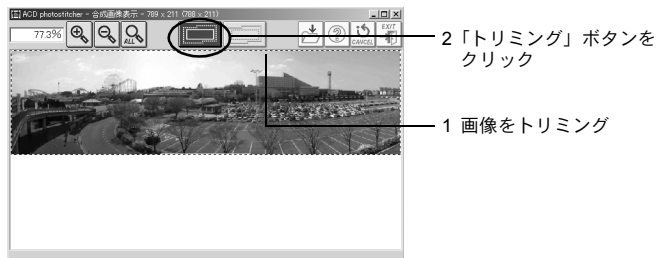 ACD photostitcher - 合成画像表示 - 789 x 211 (768 x 211)
77.3%
ALL
CANCEL
EXIT
2「トリミング」ボタンを
クリック
1 画像をトリミング